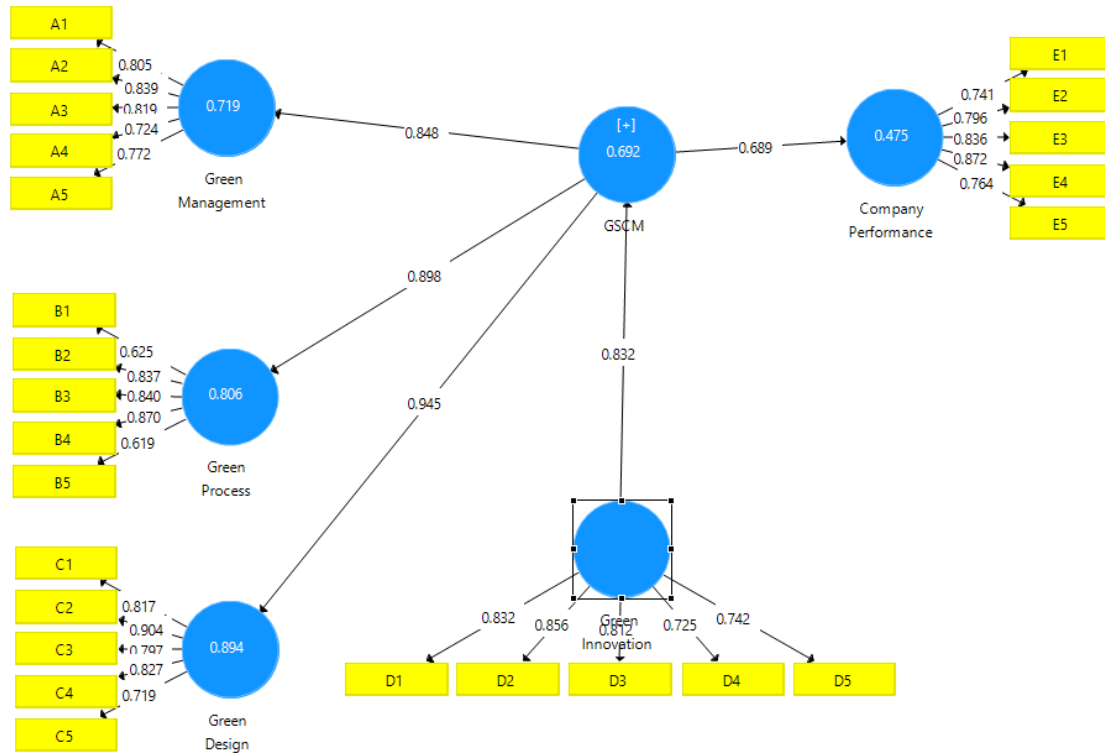 A1
A2
A3
A4
A5
0.805
0.839
0.819
0.724
0.772
0.719
Green
Management
0.848
[+]
0.692
GSCM
0.689
0.475
Company
Performance
0.741
0.796
0.836
0.872
0.764
E1
E2
E3
E4
E5
B1
B2
B3
B4
B5
0.625
0.837
0.840
0.870
0.619
0.806
Green
Process
0.898
0.945
0.832
C1
C2
C3
C4
C5
0.817
0.904
0.797
0.827
0.719
0.894
Green
Design
Green
Innovation
0.832
0.856
0.812
0.725
0.742
D1
D2
D3
D4
D5